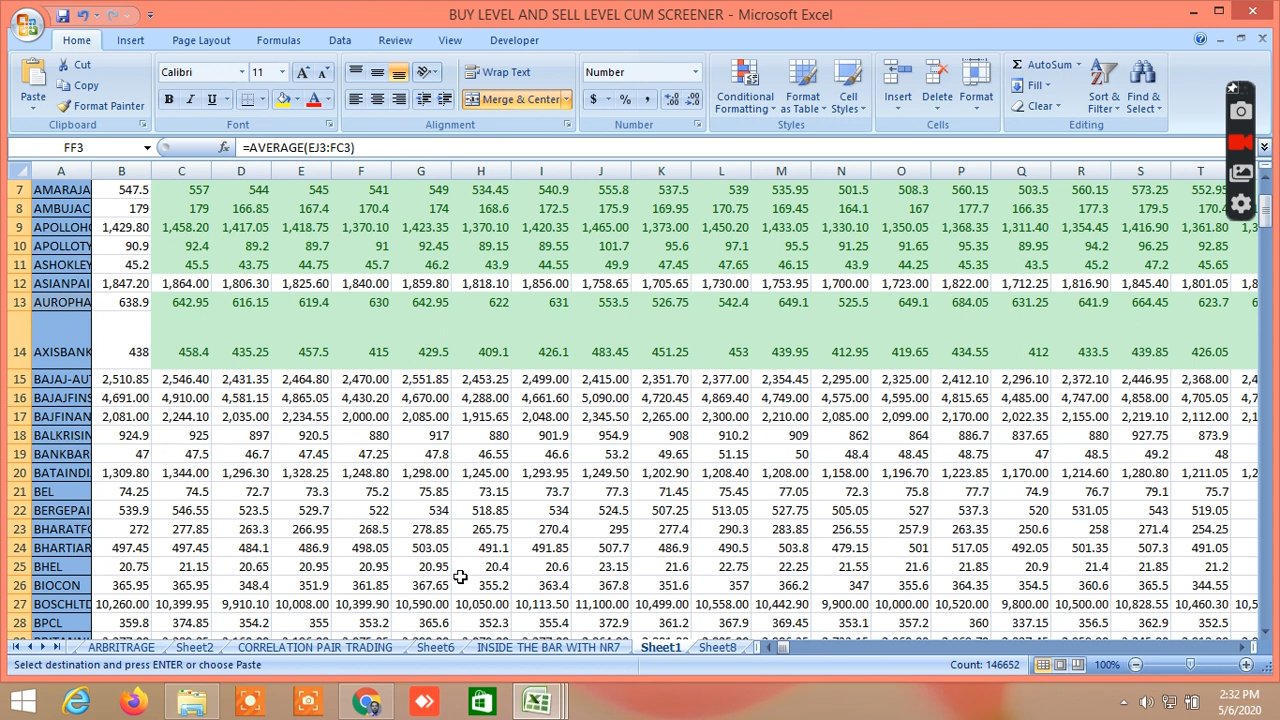 BUY LEVEL AND SELL LEVEL CUM SCREENER - Microsoft Excel
Home Insert Page Layout Formulas Data Review View Developer
Paste Cut Copy Format Painter Clipboard
Calibri 11 B I U Font
Wrap Text Merge & Center Alignment
Number $ % , Number
Conditional Formatting Format as Table Cell Styles Styles
Insert Delete Format Cells
AutoSum Fill Clear Sort & Filter Find & Select Editing
FF3 fx =AVERAGE(EJ3:FC3)
A B C D E F G H I J K L M N O P Q R S T
7 AMARAJA 547.5 557 544 545 541 549 534.45 540.9 555.8 537.5 539 535.95 501.5 508.3 560.15 503.5 560.15 573.25 552.95
8 AMBUJAC 179 179 166.85 167.4 170.4 174 168.6 172.5 175.9 169.95 170.75 169.45 164.1 167 177.7 166.35 177.3 179.5 170.4
9 APOLLOHO 1,429.80 1,458.20 1,417.05 1,418.75 1,370.10 1,423.35 1,370.10 1,420.35 1,465.00 1,373.00 1,450.20 1,433.05 1,330.10 1,350.05 1,368.35 1,311.40 1,354.45 1,416.90 1,361.80 1,3
10 APOLLOTY 90.9 92.4 89.2 89.7 91 92.45 89.15 89.55 101.7 95.6 97.1 95.5 91.25 91.65 95.35 89.95 94.2 96.25 92.85
11 ASHOKLEY 45.2 45.5 43.75 44.75 45.7 46.2 43.9 44.55 49.9 47.45 47.65 46.15 43.9 44.25 45.35 43.5 45.2 47.2 45.65
12 ASIANPAI 1,847.20 1,864.00 1,806.30 1,825.60 1,840.00 1,859.80 1,818.10 1,856.00 1,758.65 1,705.65 1,730.00 1,753.95 1,700.00 1,723.00 1,822.00 1,712.25 1,816.90 1,845.40 1,801.05 1,8
13 AUROPHA 638.9 642.95 616.15 619.4 630 642.95 622 631 553.5 526.75 542.4 649.1 525.5 649.1 684.05 631.25 641.9 664.45 623.7 6
14 AXISBANK 438 458.4 435.25 457.5 415 429.5 409.1 426.1 483.45 451.25 453 439.95 412.95 419.65 434.55 412 433.5 439.85 426.05
15 BAJAJ-AUT 2,510.85 2,546.40 2,431.35 2,464.80 2,470.00 2,551.85 2,453.25 2,499.00 2,415.00 2,351.70 2,377.00 2,354.45 2,295.00 2,325.00 2,412.10 2,296.10 2,372.10 2,446.95 2,368.00 2,4
16 BAJAJFINS 4,691.00 4,910.00 4,581.15 4,865.05 4,430.20 4,670.00 4,288.00 4,661.60 5,090.00 4,720.45 4,869.40 4,749.00 4,575.00 4,595.00 4,815.65 4,485.00 4,747.00 4,858.00 4,705.05 4,7
17 BAJFINAN 2,081.00 2,244.10 2,035.00 2,234.55 2,000.00 2,085.00 1,915.65 2,048.00 2,345.50 2,265.00 2,330.00 2,210.00 2,085.00 2,099.00 2,170.00 2,022.35 2,155.00 2,219.10 2,112.00 2,1
18 BALKRISIN 924.9 925 897 920.5 880 917 880 901.9 954.9 908 910.2 909 862 864 886.7 837.65 880 927.75 873.9
19 BANKBAR 47 47.5 46.7 47.45 47.25 47.8 46.55 46.6 53.2 49.65 51.15 50 48.4 48.45 48.75 47 48.5 49.2 48
20 BATAINDI 1,309.80 1,344.00 1,296.30 1,328.25 1,248.80 1,298.00 1,245.00 1,293.95 1,249.50 1,202.90 1,240.40 1,208.00 1,158.00 1,196.70 1,223.85 1,170.00 1,214.60 1,280.80 1,211.05 1,2
21 BEL 74.25 74.5 72.7 73.3 75.2 75.85 73.15 73.7 77.3 71.45 75.45 77.05 72.3 75.8 77.7 74.9 76.7 79.1 75.7
22 BERGEPAI 539.9 546.55 523.5 529.7 522 534 518.85 534 524.5 507.25 513.05 527.75 505.05 527 537.3 520 531.05 543 519.05
23 BHARATFO 272 277.85 263.3 266.95 268.5 278.85 265.75 270.4 295 277.4 290.3 283.85 256.55 257.9 263.35 250.6 258 271.4 254.25
24 BHARTIAR 497.45 497.45 484.1 486.9 498.05 503.05 491.1 491.85 507.7 486.9 490.5 503.8 479.15 501 517.05 492.05 501.35 507.3 491.05
25 BHEL 20.75 21.15 20.65 20.95 20.95 20.95 20.4 20.6 23.15 21.6 22.75 22.25 21.55 21.6 21.85 20.9 21.4 21.85 21.2
26 BIOCON 365.95 365.95 348.4 351.9 361.85 367.65 355.2 363.4 367.8 351.6 357 366.2 347 355.6 364.35 354.5 360.6 365.5 344.55
27 BOSCHLTD 10,260.00 10,399.95 9,910.10 10,008.00 10,399.90 10,590.00 10,050.00 10,113.50 11,100.00 10,499.00 10,558.00 10,442.90 9,900.00 10,000.00 10,520.00 9,800.00 10,500.00 10,828.55 10,460.30 10,5
28 BPCL 359.8 374.85 354.2 355 353.2 365.6 352.3 355.4 372.9 361.2 367.7 369.45 353.1 357.2 360 337.15 356.5 362.9 352.5
ARBITRAGE Sheet2 CORRELATION PAIR TRADING Sheet6 INSIDE THE BAR WITH NR7 Sheet1 Sheet8
Select destination and press ENTER or choose Paste Count: 146652 100%
2:32 PM
5/6/2020